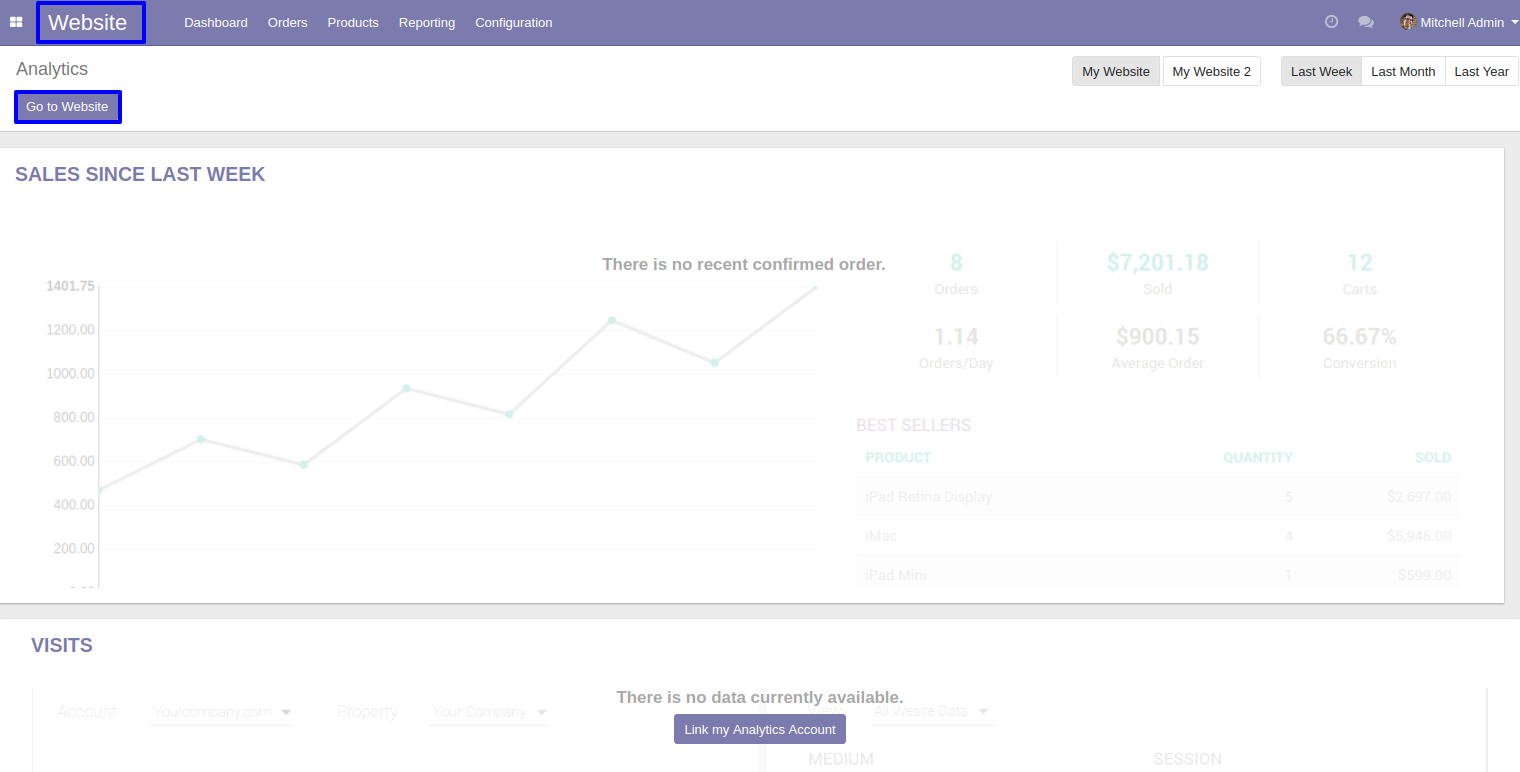 Website Dashboard Orders Products Reporting Configuration Mitchell Admin
Analytics My Website My Website 2 Last Week Last Month Last Year
Go to Website
SALES SINCE LAST WEEK
There is no recent confirmed order.
8 $7,201.18 12
Orders Sold Carts
1.14 $900.15 66.67%
Orders/Day Average Order Conversion
1401.75
1200.00
1000.00
800.00
600.00
400.00
200.00
BEST SELLERS
PRODUCT QUANTITY SOLD
iPad Retina Display 5 $2,697.00
iMac 4 $5,946.00
iPad Mini 1 $599.00
VISITS
There is no data currently available.
Account Yourcompany.com Property Your Company View All Wesite Data
Link my Analytics Account
MEDIUM SESSION